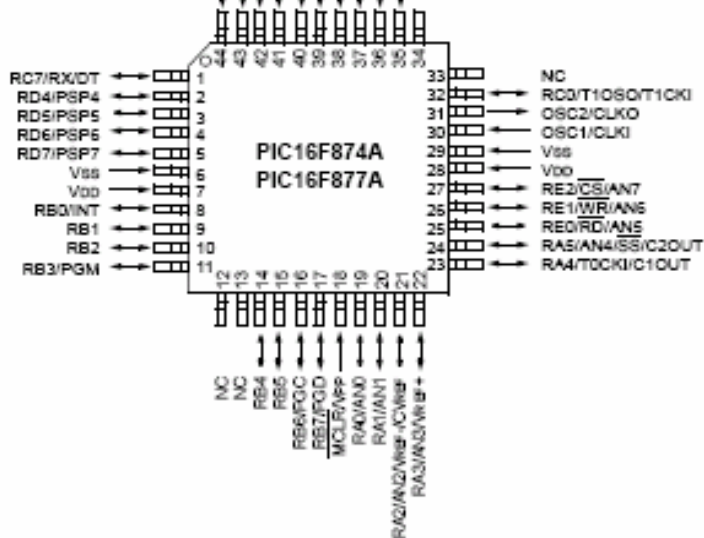 44 43 42 41 40 39 38 37 36 35 34
RC7/RX/DT 1
RD4/PSP4 2
RD5/PSP5 3
RD6/PSP6 4
RD7/PSP7 5
VSS 6
VDD 7
RB0/INT 8
RB1 9
RB2 10
RB3/PGM 11
PIC16F874A
PIC16F877A
33 NC
32 RC0/T1OSO/T1CKI
31 OSC2/CLKO
30 OSC1/CLKI
29 VSS
28 VDD
27 RE2/CS/AN7
26 RE1/WR/AN6
25 RE0/RD/AN5
24 RA5/AN4/SS/C2OUT
23 RA4/T0CKI/C1OUT
12 13 14 15 16 17 18 19 20 21 22
NC
NC
RB4
RB5
RB6/PGC
RB7/PGD
MCLR/VPP
RA0/AN0
RA1/AN1
RA2/AN2/VREF-/CVREF
RA3/AN3/VREF+